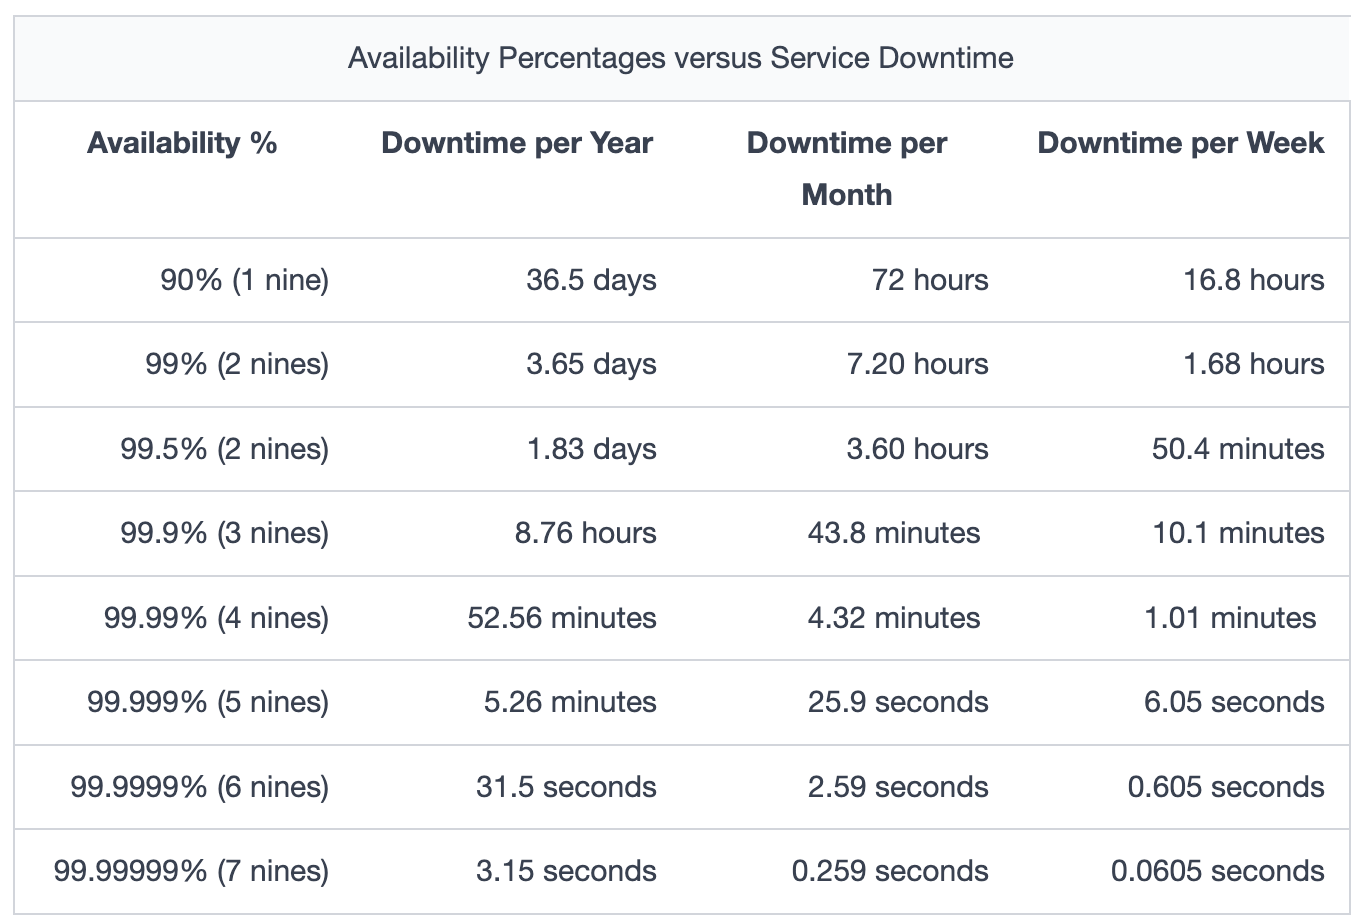 Availability Percentages versus Service Downtime
Availability % Downtime per Year Downtime per Month Downtime per Week
90% (1 nine) 36.5 days 72 hours 16.8 hours
99% (2 nines) 3.65 days 7.20 hours 1.68 hours
99.5% (2 nines) 1.83 days 3.60 hours 50.4 minutes
99.9% (3 nines) 8.76 hours 43.8 minutes 10.1 minutes
99.99% (4 nines) 52.56 minutes 4.32 minutes 1.01 minutes
99.999% (5 nines) 5.26 minutes 25.9 seconds 6.05 seconds
99.9999% (6 nines) 31.5 seconds 2.59 seconds 0.605 seconds
99.99999% (7 nines) 3.15 seconds 0.259 seconds 0.0605 seconds